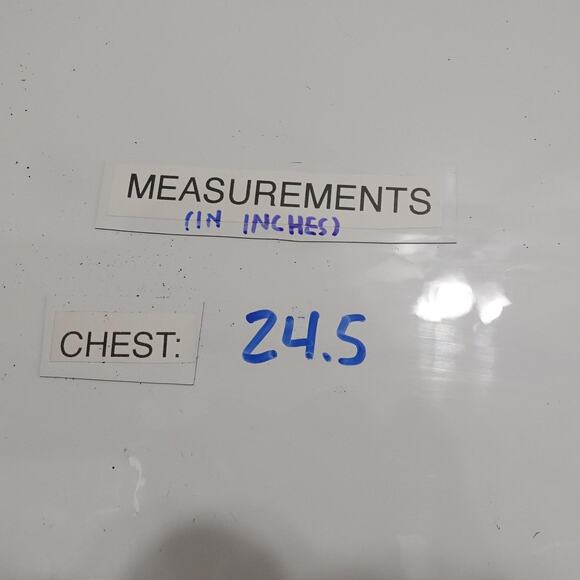 MEASUREMENTS
(IN INCHES)
CHEST: 24.5